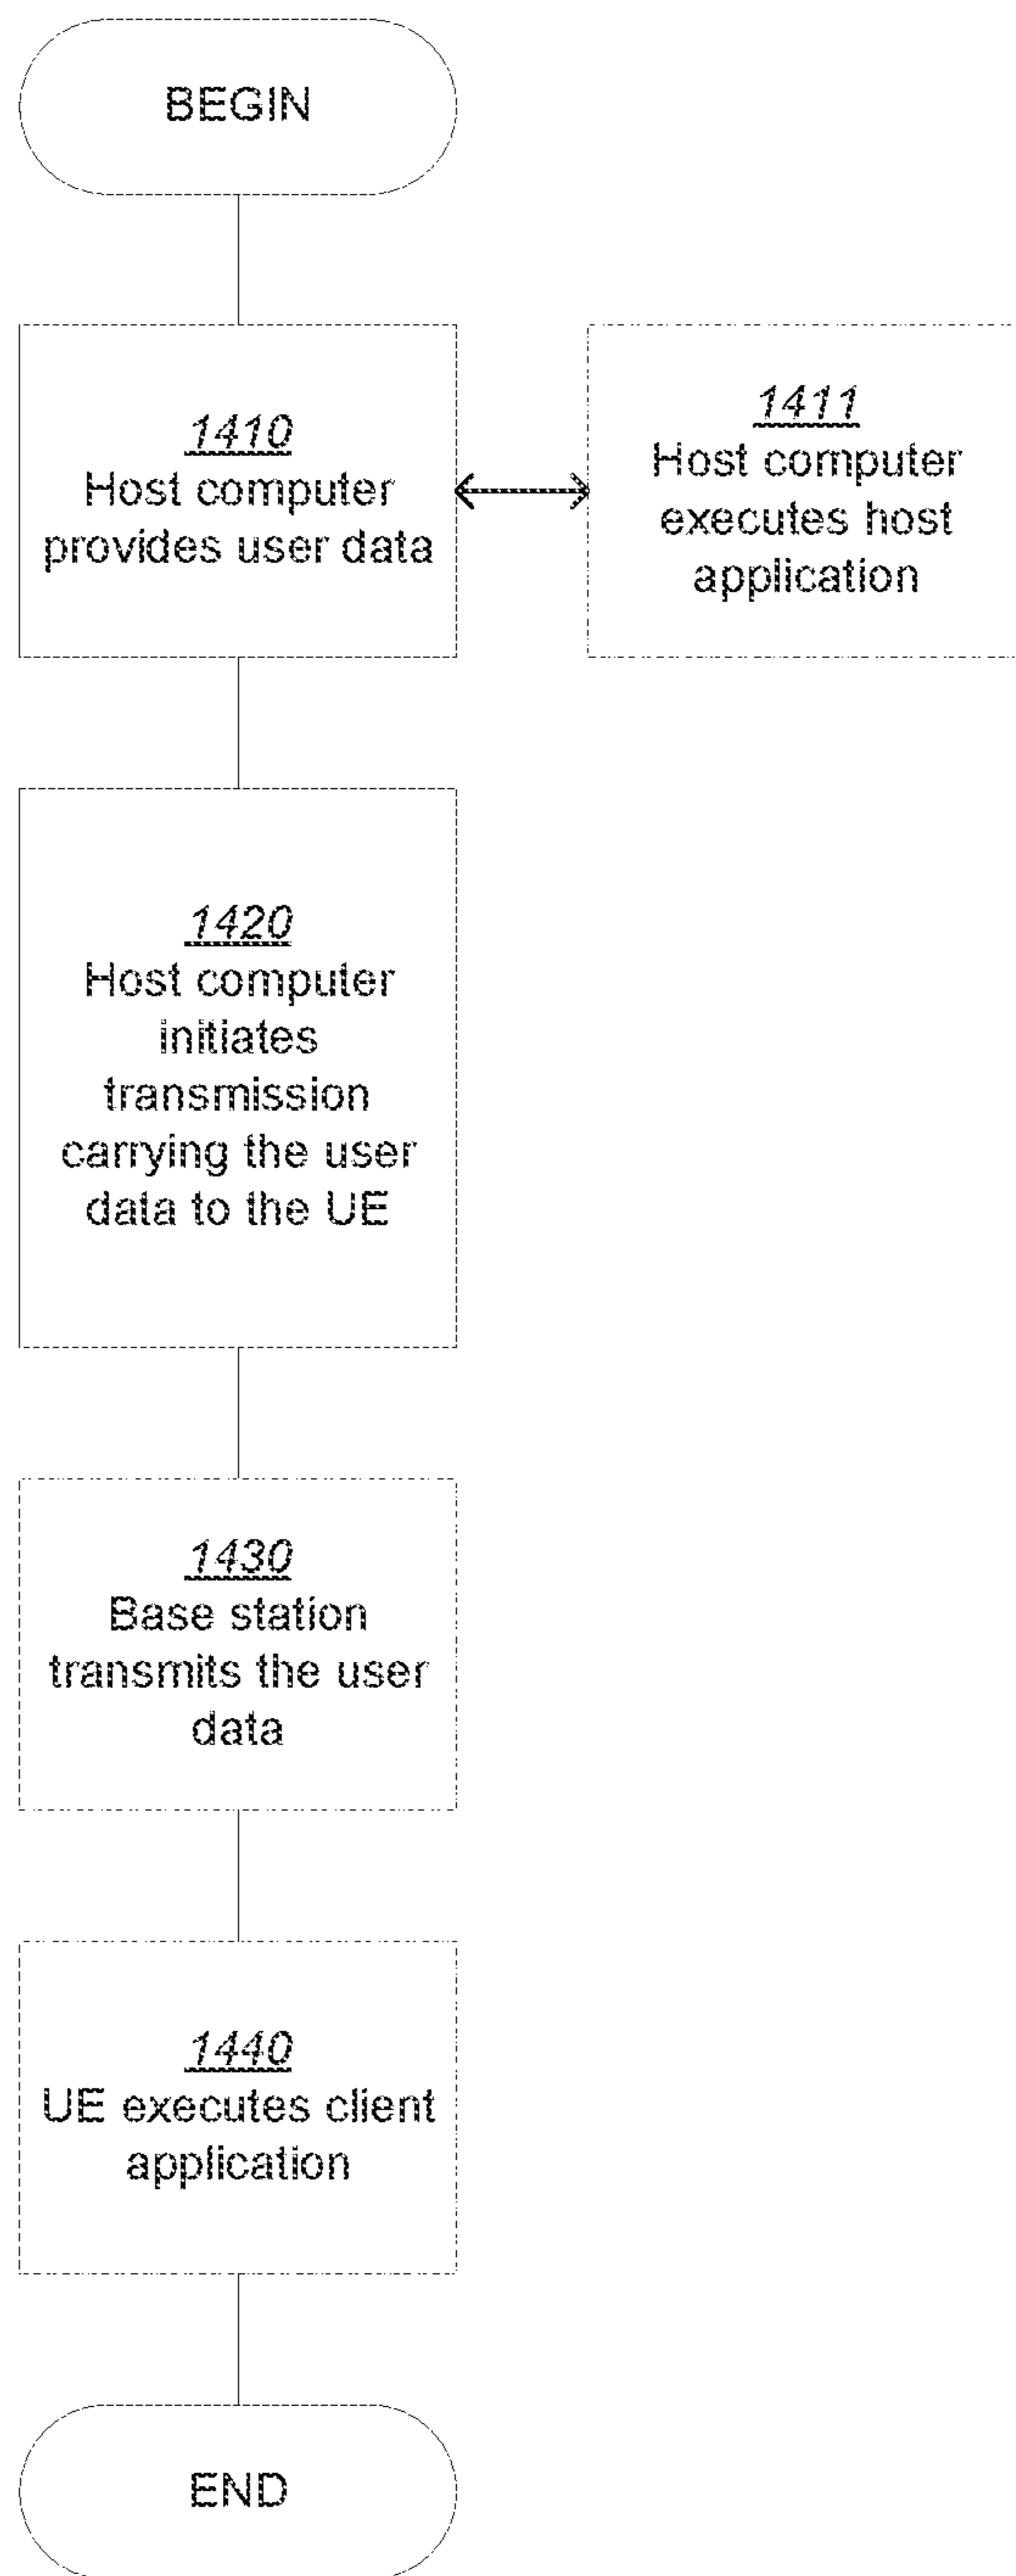 BEGIN
1410
Host computer
provides user data
1411
Host computer
executes host
application
1420
Host computer
initiates
transmission
carrying the user
data to the UE
1430
Base station
transmits the user
data
1440
UE executes client
application
END